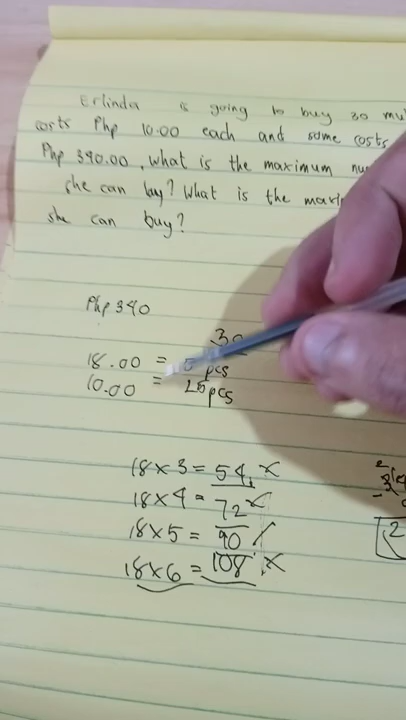 Erlinda is going to buy 30
costs Php 10.00 each and some costs
Php 340.00. What is the maximum
she can buy? What is the
she can buy?
Php 340
30
18.00 = 5 pcs
10.00 = 25 pcs
18 x 3 = 54 x
18 x 4 = 72 x
18 x 5 = 90 /
18 x 6 = 108 x